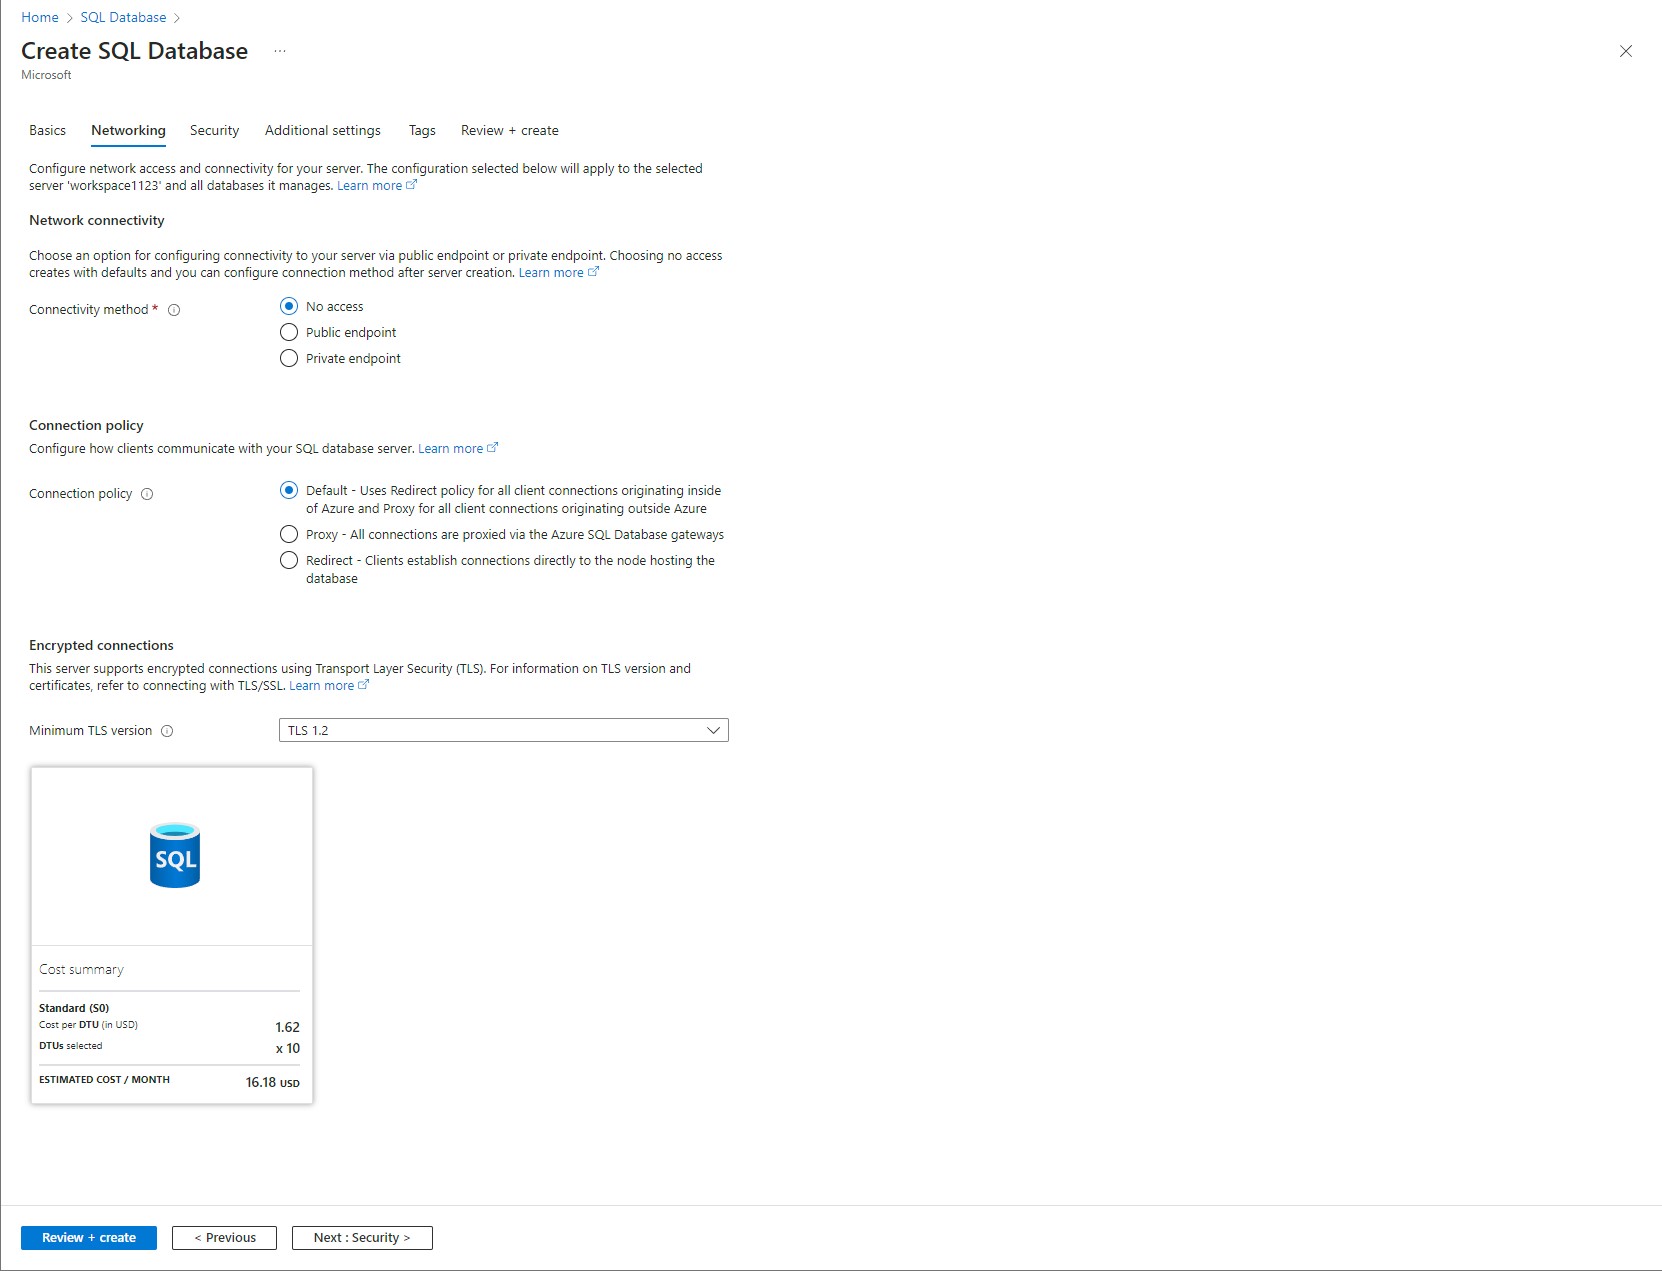 Home > SQL Database >
Create SQL Database ...
Microsoft
Basics Networking Security Additional settings Tags Review + create
Configure network access and connectivity for your server. The configuration selected below will apply to the selected
server 'workspace1123' and all databases it manages. Learn more
Network connectivity
Choose an option for configuring connectivity to your server via public endpoint or private endpoint. Choosing no access
creates with defaults and you can configure connection method after server creation. Learn more
Connectivity method *
No access
Public endpoint
Private endpoint
Connection policy
Configure how clients communicate with your SQL database server. Learn more
Connection policy
Default - Uses Redirect policy for all client connections originating inside
of Azure and Proxy for all client connections originating outside Azure
Proxy - All connections are proxied via the Azure SQL Database gateways
Redirect - Clients establish connections directly to the node hosting the
database
Encrypted connections
This server supports encrypted connections using Transport Layer Security (TLS). For information on TLS version and
certificates, refer to connecting with TLS/SSL. Learn more
Minimum TLS version TLS 1.2
SQL
Cost summary
Standard (S0)
Cost per DTU (in USD) 1.62
DTUs selected x 10
ESTIMATED COST / MONTH 16.18 USD
Review + create < Previous Next : Security >